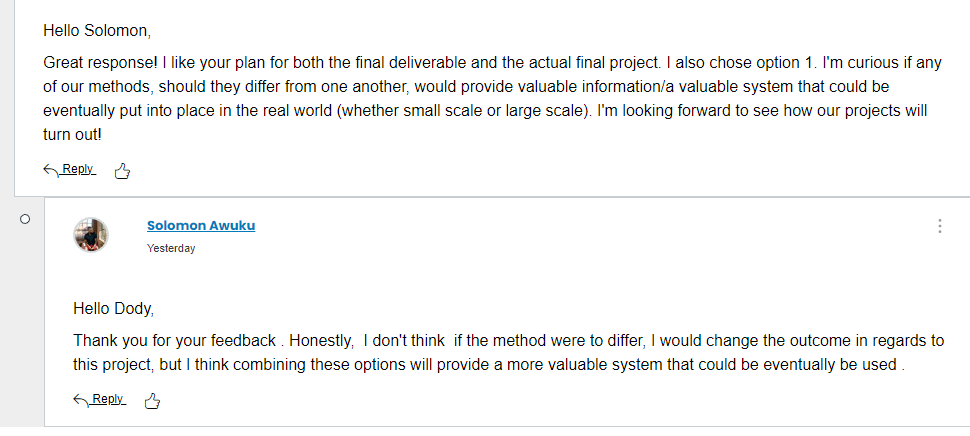 Hello Solomon,
Great response! I like your plan for both the final deliverable and the actual final project. I also chose option 1. I'm curious if any
of our methods, should they differ from one another, would provide valuable information/a valuable system that could be
eventually put into place in the real world (whether small scale or large scale). I'm looking forward to see how our projects will
turn out!
Reply
Solomon Awuku
Yesterday
Hello Dody,
Thank you for your feedback . Honestly,  I don't think  if the method were to differ, I would change the outcome in regards to
this project, but I think combining these options will provide a more valuable system that could be eventually be used .
Reply